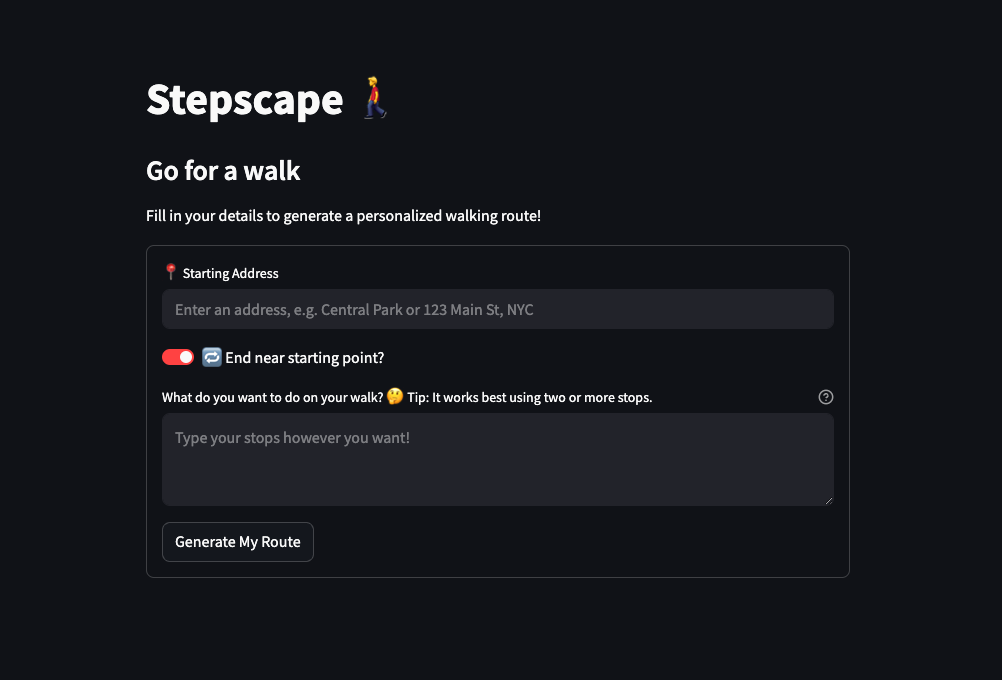 Stepscape 🚶
Go for a walk
Fill in your details to generate a personalized walking route!
📍 Starting Address
Enter an address, e.g. Central Park or 123 Main St, NYC
🔁 End near starting point?
What do you want to do on your walk? 🤔 Tip: It works best using two or more stops.
Type your stops however you want!
Generate My Route